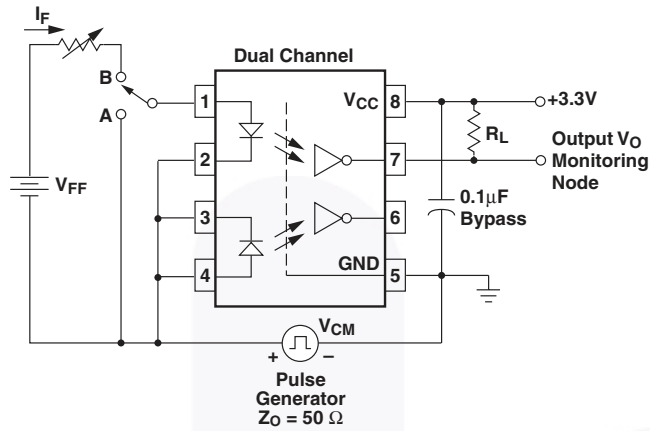 I_F
Dual Channel
B
A
1
V_CC
8
+3.3V
R_L
2
7
Output V_O
Monitoring
Node
V_FF
3
6
0.1μF
Bypass
4
GND
5
V_CM
+
−
Pulse
Generator
Z_O = 50 Ω